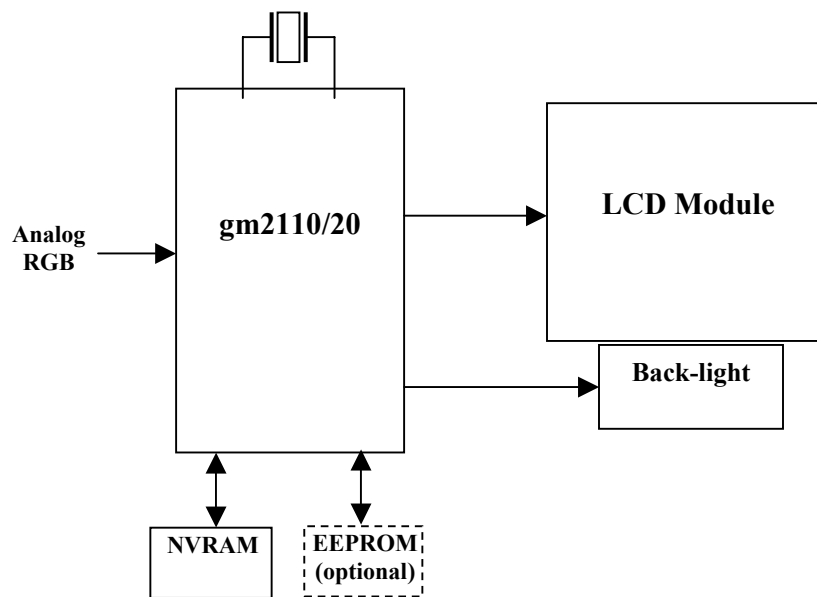 gm2110/20
LCD Module
Analog
RGB
Back-light
NVRAM
EEPROM
(optional)